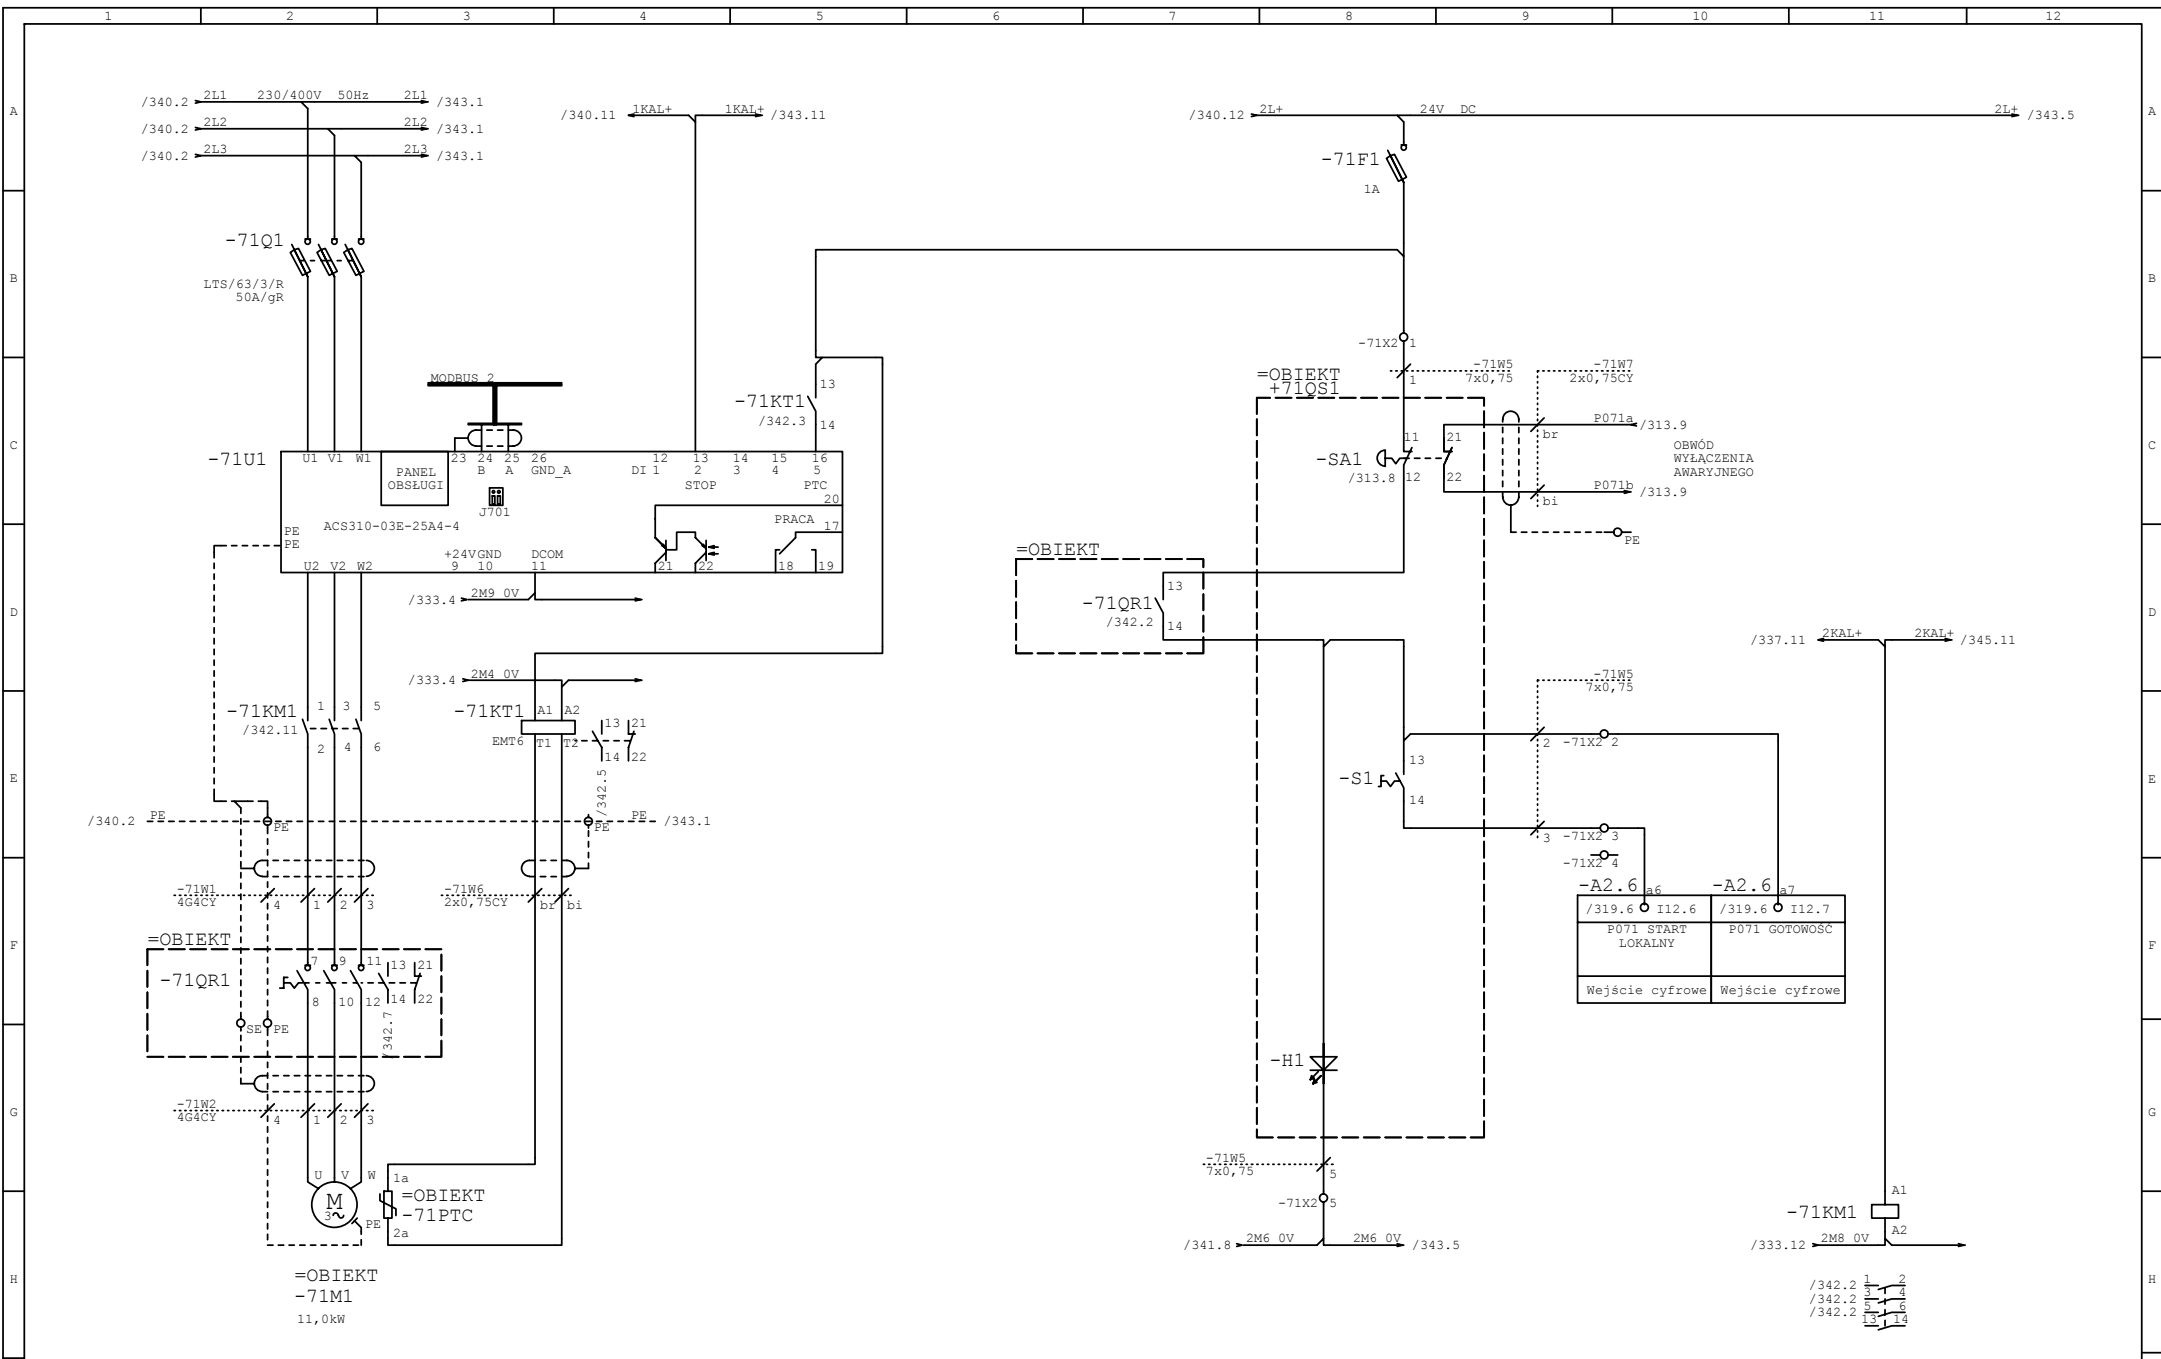 1 2 3 4 5 6 7 8 9 10 11 12
A A
B B
C C
D D
E E
F F
G G
H H
/340.2 2L1 230/400V 50Hz 2L1 /343.1
/340.2 2L2 2L2 /343.1
/340.2 2L3 2L3 /343.1
/340.11 1KAL+ 1KAL+ /343.11
/340.12 2L+ 24V DC 2L+ /343.5
-71F1
1A
-71Q1
LTS/63/3/R
50A/gR
-71X2 1
MODBUS 2
13
-71KT1
/342.3
14
=OBIEKT
+71QS1
1
-71W5
7x0,75
-71W7
2x0,75CY
P071a /313.9
br
OBWÓD
WYŁĄCZENIA
AWARYJNEGO
P071b /313.9
bi
PE
11 21
-SA1
/313.8 12 22
-71U1
U1 V1 W1
PANEL
OBSŁUGI
23 24 25 26
B A GND_A
J701
12 13 14 15 16
DI 1 2 3 4 5
STOP PTC
20
PRACA 17
ACS310-03E-25A4-4
PE
PE
U2 V2 W2
+24V GND DCOM
9 10 11
21 22 18 19
/333.4 2M9 0V
=OBIEKT
13
-71QR1
/342.2
14
/337.11 2KAL+ 2KAL+ /345.11
/333.4 2M4 0V
-71KM1
/342.11
1 3 5
2 4 6
-71KT1
A1 A2
EMT6 T1 T2
13 21
14 22
/342.5
-71W5
7x0,75
2 -71X2 2
13
-S1
14
3 -71X2 3
-71X2 4
/340.2 PE PE PE PE /343.1
-71W1
4G4CY
4 1 2 3
-71W6
2x0,75CY
br bi
-A2.6 a6 -A2.6 a7
/319.6 I12.6 /319.6 I12.7
P071 START
LOKALNY
P071 GOTOWOŚĆ
Wejście cyfrowe Wejście cyfrowe
=OBIEKT
-71QR1
7 9 11 13 21
8 10 12 14 22
SE PE
/342.7
-H1
-71W2
4G4CY
4 1 2 3
U V W
M
3
PE
1a
=OBIEKT
-71PTC
2a
=OBIEKT
-71M1
11,0kW
-71W5
7x0,75
5
-71X2 5
/341.8 2M6 0V 2M6 0V /343.5
-71KM1
A1
A2
/333.12 2M8 0V
/342.2 1 2
/342.2 3 4
/342.2 5 6
13 14